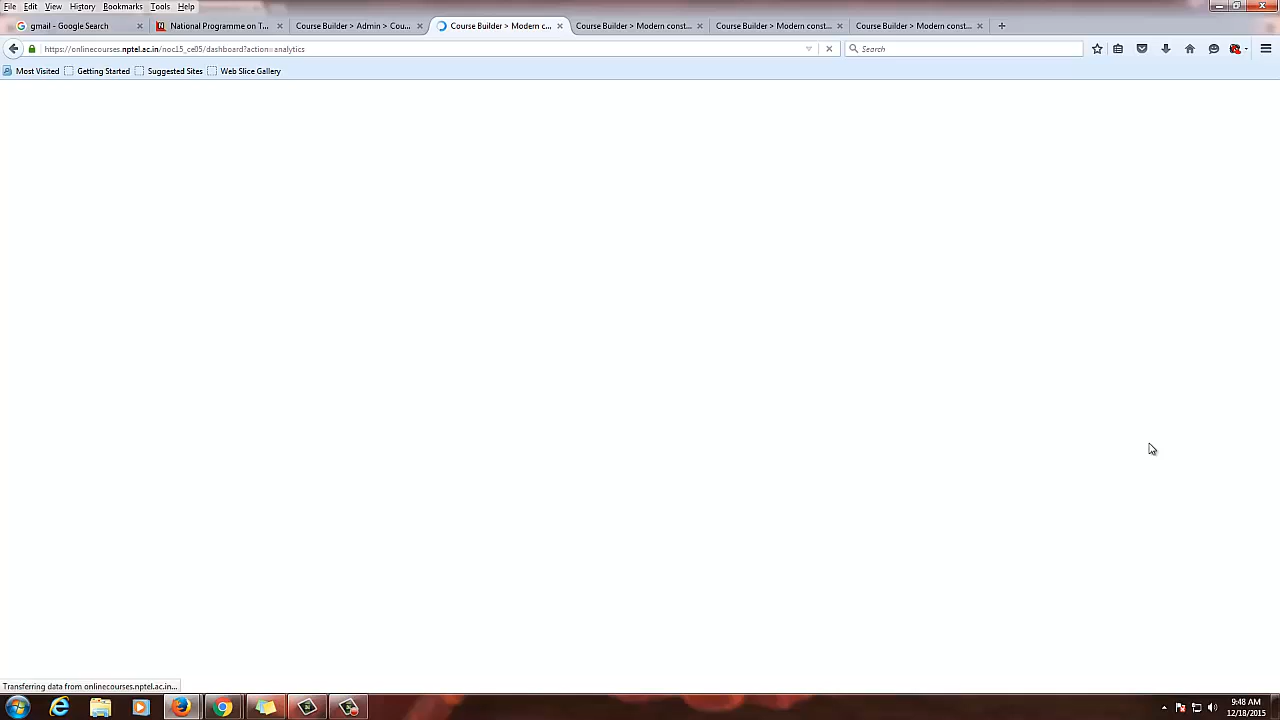 File Edit View History Bookmarks Tools Help
gmail - Google Search National Programme on T... Course Builder > Admin > Cou... Course Builder > Modern c... Course Builder > Modern const... Course Builder > Modern const... Course Builder > Modern const...
https://onlinecourses.nptel.ac.in/noc15_ce05/dashboard?action=analytics Search
Most Visited Getting Started Suggested Sites Web Slice Gallery
Transferring data from onlinecourses.nptel.ac.in...
9:48 AM
12/18/2015